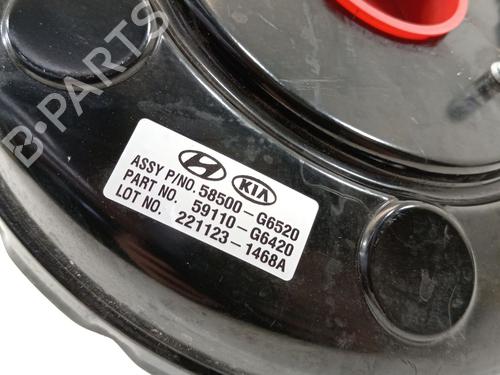 KIA
ASSY P/NO. 58500-G6520
PART NO. 59110-G6420
LOT NO. 221123-1468A
B-PARTS